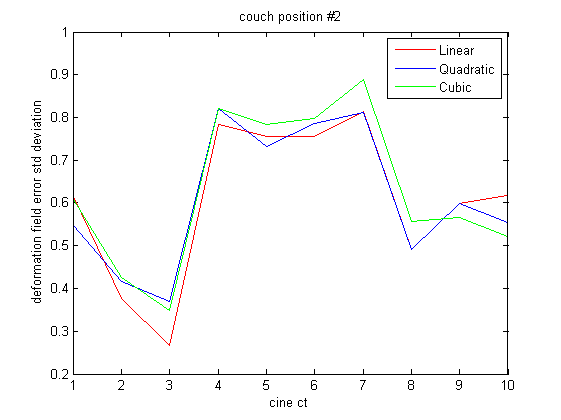 couch position #2
Linear
Quadratic
Cubic
deformation field error std deviation
1
0.9
0.8
0.7
0.6
0.5
0.4
0.3
0.2
1 2 3 4 5 6 7 8 9 10
cine ct